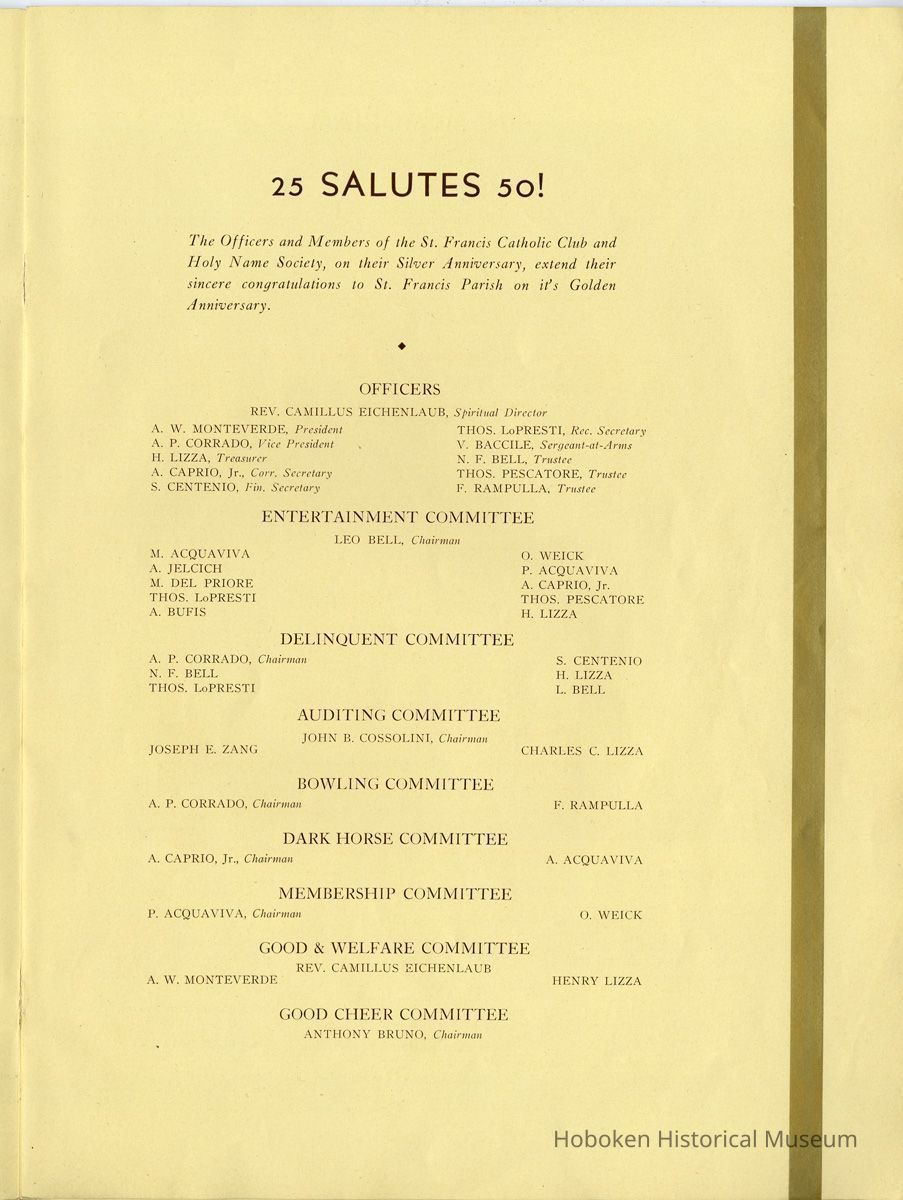 25 SALUTES 50!
The Officers and Members of the St. Francis Catholic Club and
Holy Name Society, on their Silver Anniversary, extend their
sincere congratulations to St. Francis Parish on it's Golden
Anniversary.
OFFICERS
REV. CAMILLUS EICHENLAUB, Spiritual Director
A. W. MONTEVERDE, President
A. P. CORRADO, Vice President
H. LIZZA, Treasurer
A. CAPRIO, Jr., Corr. Secretary
S. CENTENIO, Fin. Secretary
THOS. LoPRESTI, Rec. Secretary
V. BACCILE, Sergeant-at-Arms
N. F. BELL, Trustee
THOS. PESCATORE, Trustee
F. RAMPULLA, Trustee
ENTERTAINMENT COMMITTEE
LEO BELL, Chairman
M. ACQUAVIVA
A. JELCICH
M. DEL PRIORE
THOS. LoPRESTI
A. BUFIS
O. WEICK
P. ACQUAVIVA
A. CAPRIO, Jr.
THOS. PESCATORE
H. LIZZA
DELINQUENT COMMITTEE
A. P. CORRADO, Chairman
N. F. BELL
THOS. LoPRESTI
S. CENTENIO
H. LIZZA
L. BELL
AUDITING COMMITTEE
JOHN B. COSSOLINI, Chairman
JOSEPH E. ZANG
CHARLES C. LIZZA
BOWLING COMMITTEE
A. P. CORRADO, Chairman
F. RAMPULLA
DARK HORSE COMMITTEE
A. CAPRIO, Jr., Chairman
A. ACQUAVIVA
MEMBERSHIP COMMITTEE
P. ACQUAVIVA, Chairman
O. WEICK
GOOD & WELFARE COMMITTEE
REV. CAMILLUS EICHENLAUB
A. W. MONTEVERDE
HENRY LIZZA
GOOD CHEER COMMITTEE
ANTHONY BRUNO, Chairman
Hoboken Historical Museum